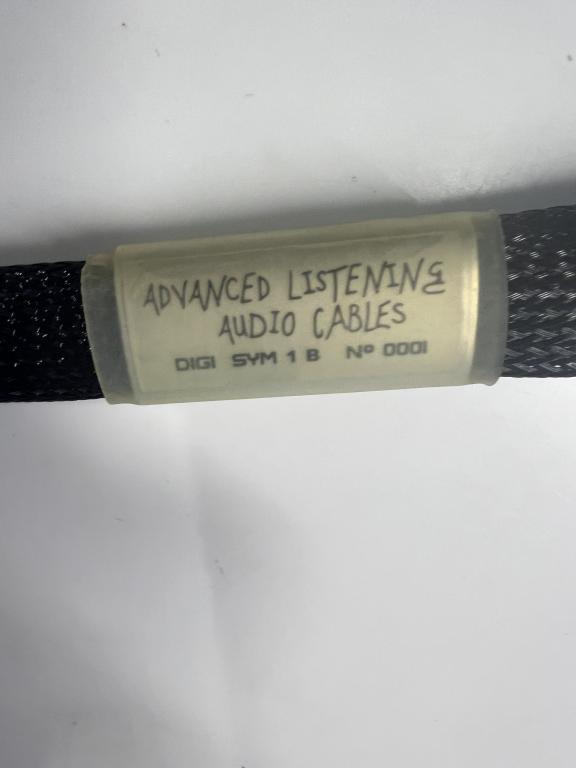 ADVANCED LISTENING
AUDIO CABLES
DIGI SYM 1 B Nº 0001